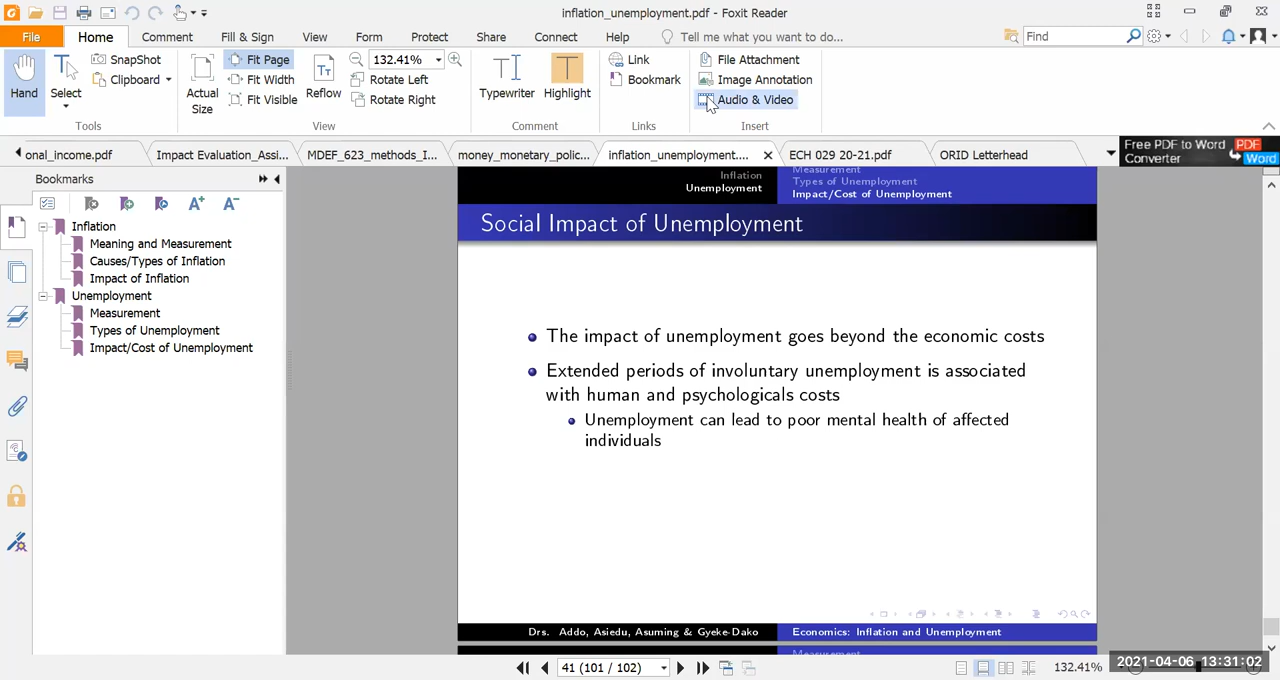 inflation_unemployment.pdf - Foxit Reader
File Home Comment Fill & Sign View Form Protect Share Connect Help Tell me what you want to do... Find
Hand
Select
SnapShot
Clipboard
Tools
Actual
Size
Fit Page
Fit Width
Fit Visible
Reflow
132.41%
Rotate Left
Rotate Right
View
Typewriter
Highlight
Comment
Link
Bookmark
Links
File Attachment
Image Annotation
Audio & Video
Insert
onal_income.pdf Impact Evaluation_Assi... MDEF_623_methods_I... money_monetary_polic... inflation_unemployment.... ECH 029 20-21.pdf ORID Letterhead
Free PDF to Word
Converter
PDF
Word
Bookmarks
Inflation
Meaning and Measurement
Causes/Types of Inflation
Impact of Inflation
Unemployment
Measurement
Types of Unemployment
Impact/Cost of Unemployment
Inflation
Unemployment
Measurement
Types of Unemployment
Impact/Cost of Unemployment
Social Impact of Unemployment
The impact of unemployment goes beyond the economic costs
Extended periods of involuntary unemployment is associated
with human and psychologicals costs
Unemployment can lead to poor mental health of affected
individuals
Drs. Addo, Asiedu, Asuming & Gyeke-Dako Economics: Inflation and Unemployment
Measurement
41 (101 / 102)
132.41%
2021-04-06 13:31:02